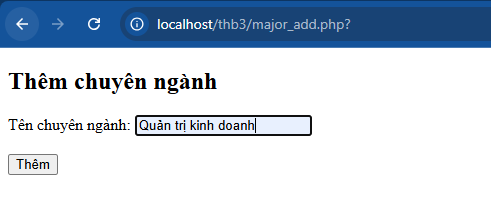 localhost/thb3/major_add.php?
Thêm chuyên ngành
Tên chuyên ngành: Quản trị kinh doanh
Thêm